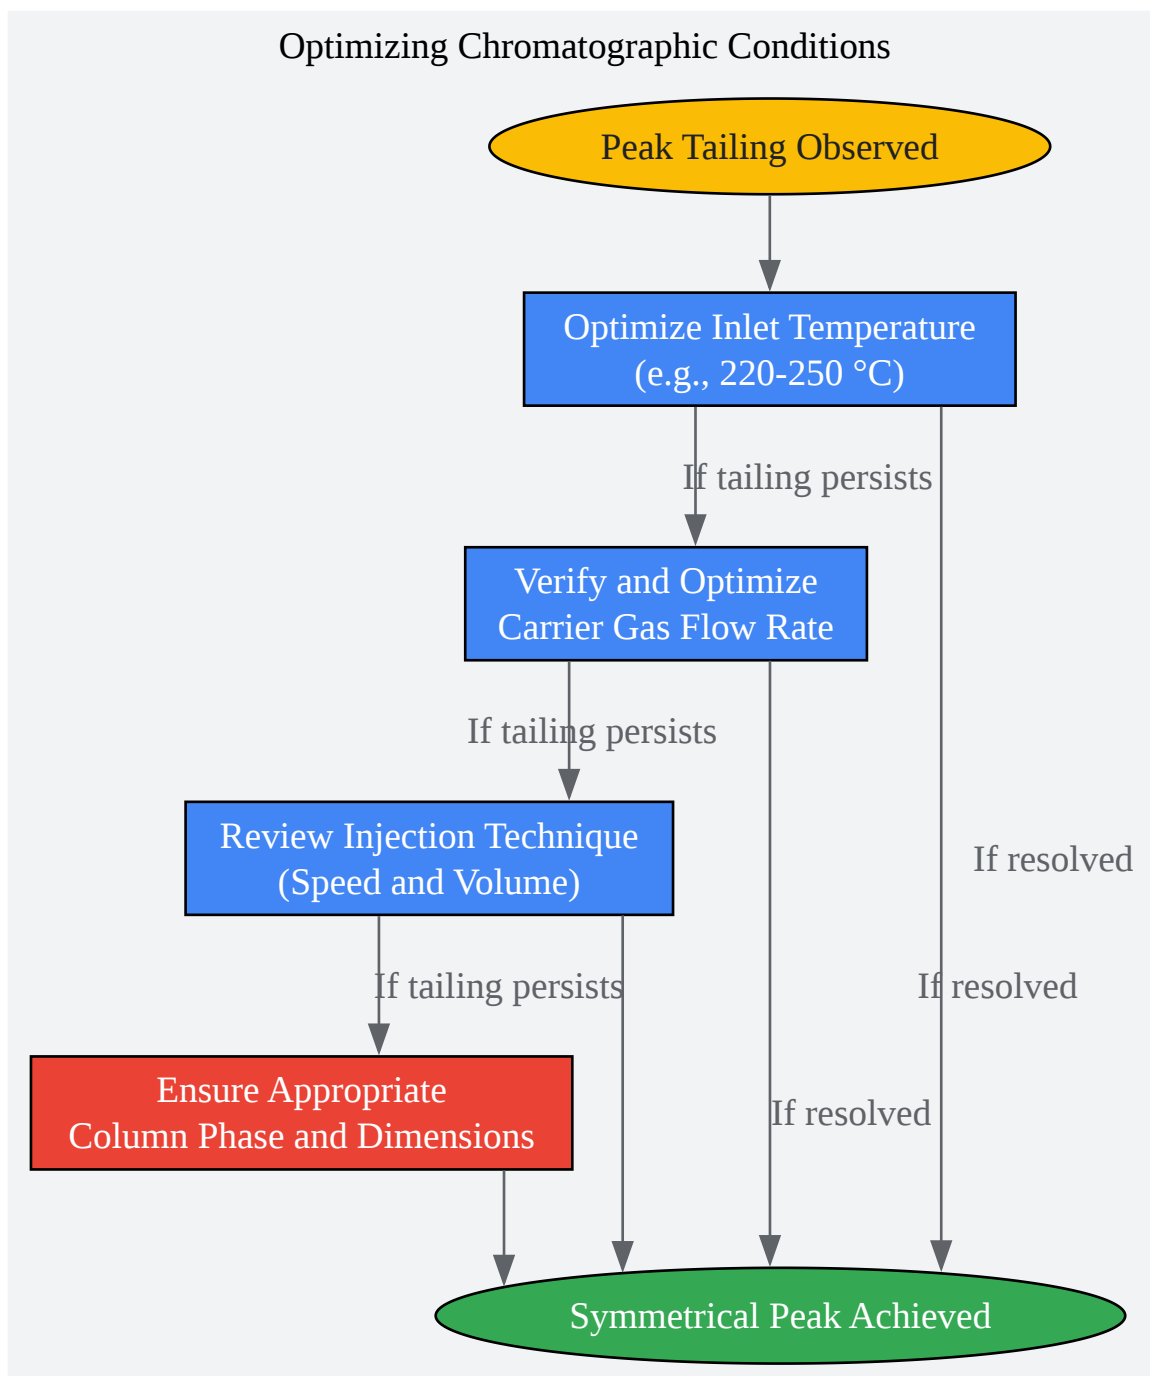 Optimizing Chromatographic Conditions
Peak Tailing Observed
Optimize Inlet Temperature
(e.g., 220-250 °C)
If tailing persists
Verify and Optimize
Carrier Gas Flow Rate
If tailing persists
Review Injection Technique
(Speed and Volume)
If resolved
If tailing persists
If resolved
Ensure Appropriate
Column Phase and Dimensions
If resolved
Symmetrical Peak Achieved